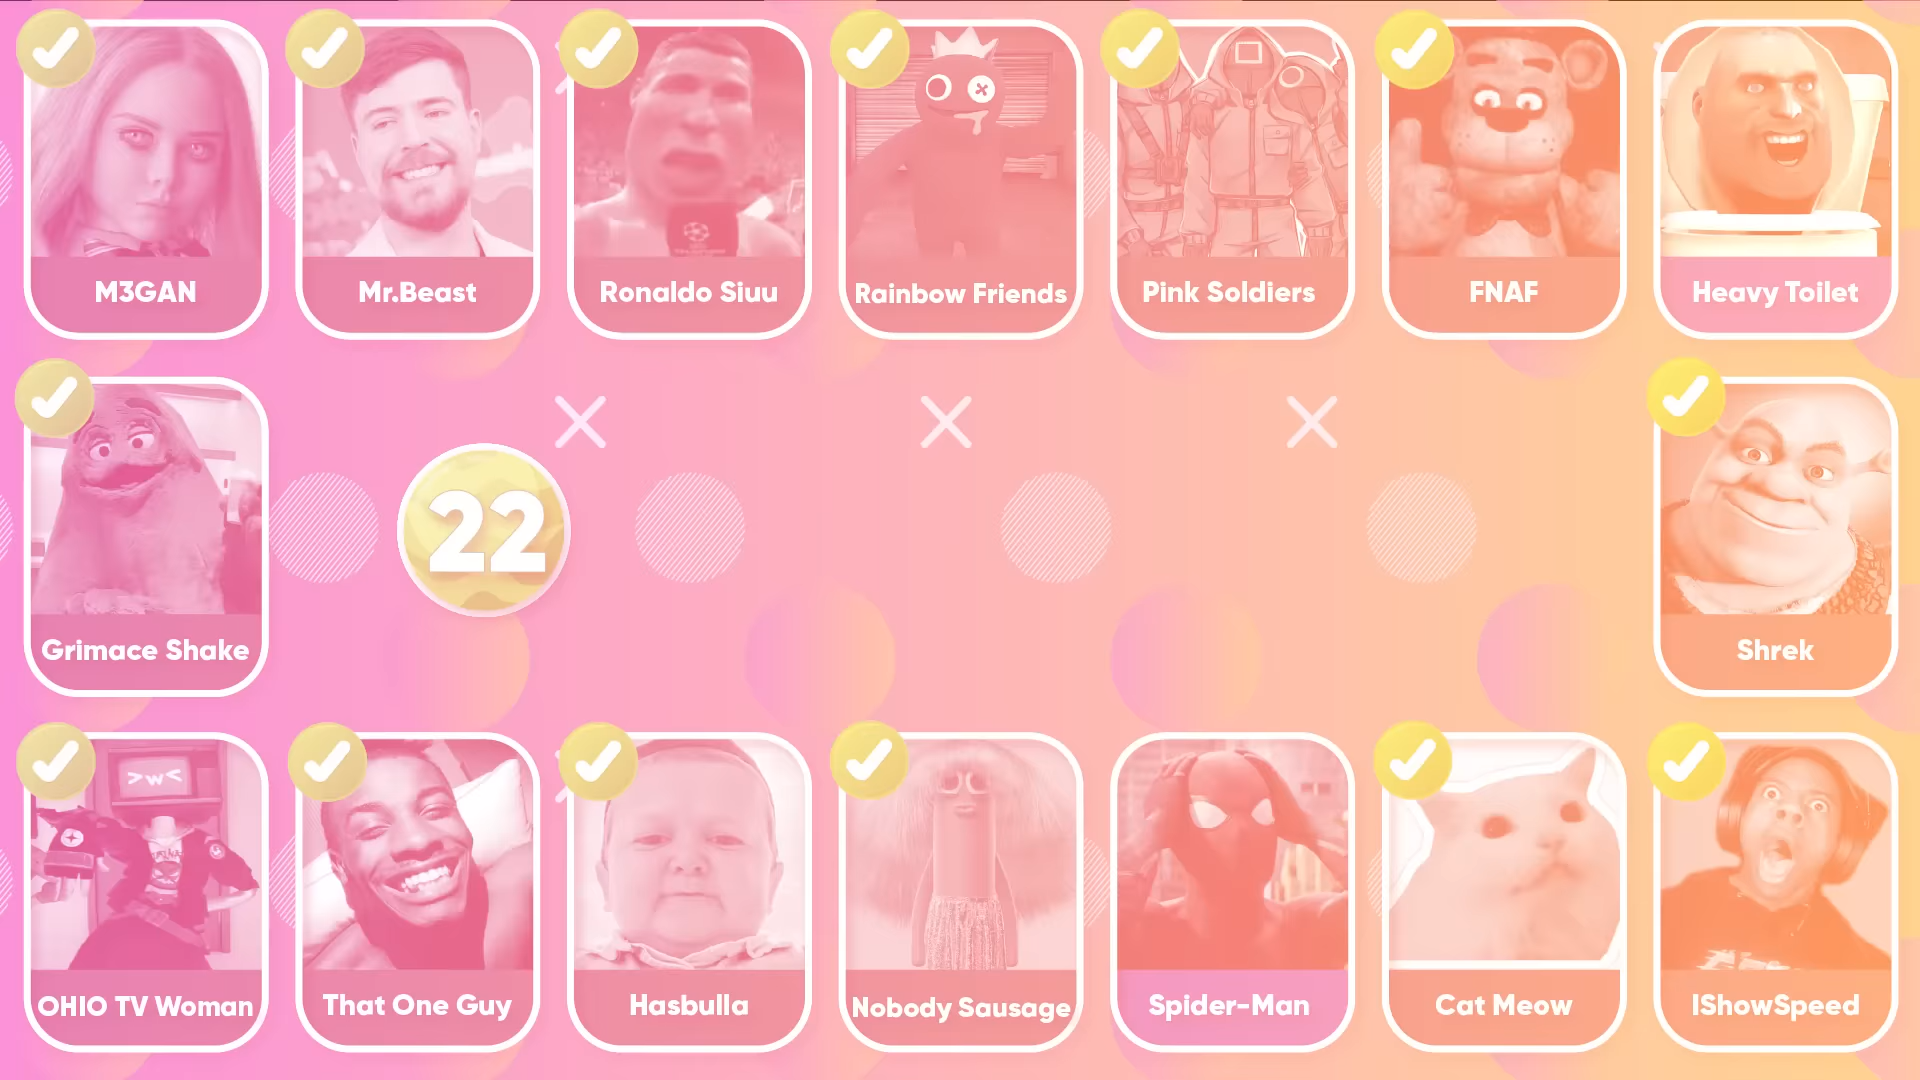 M3GAN
Mr.Beast
Ronaldo Siuu
Rainbow Friends
Pink Soldiers
FNAF
Heavy Toilet
Grimace Shake
22
Shrek
>w<
OHIO TV Woman
That One Guy
Hasbulla
Nobody Sausage
Spider-Man
Cat Meow
IShowSpeed